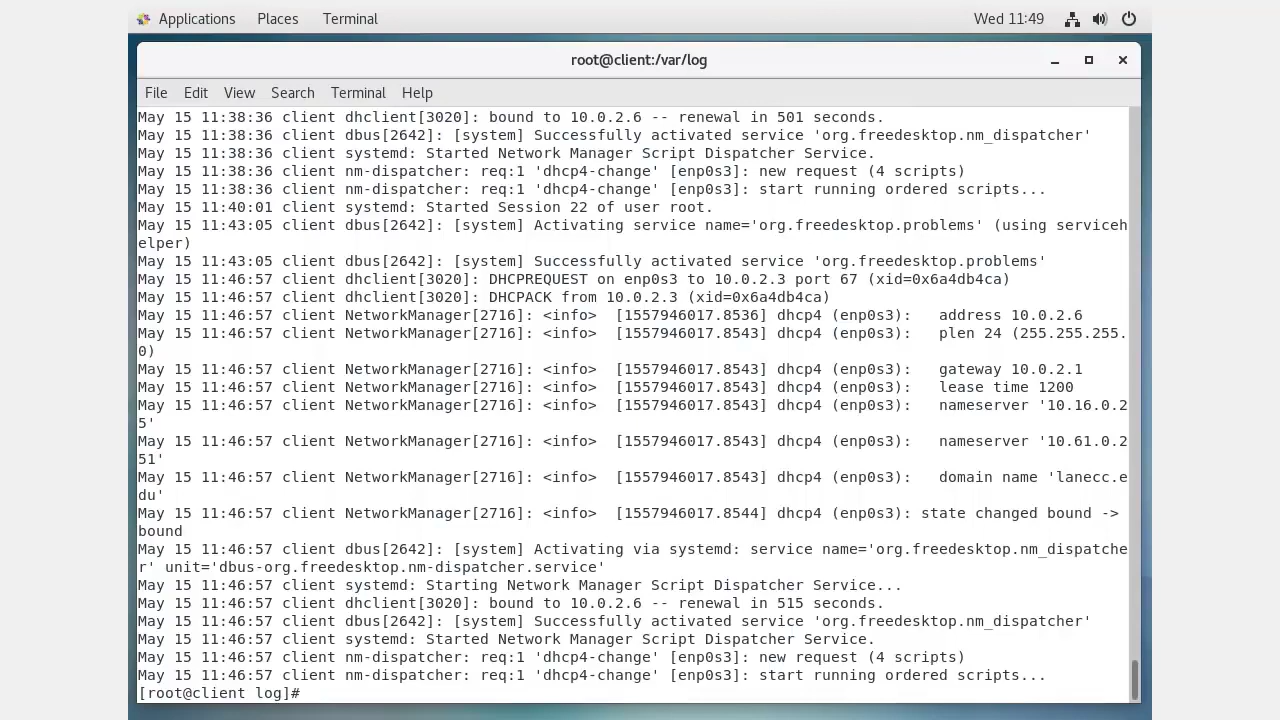 Applications Places Terminal Wed 11:49
root@client:/var/log
File Edit View Search Terminal Help
May 15 11:38:36 client dhclient[3020]: bound to 10.0.2.6 -- renewal in 501 seconds.
May 15 11:38:36 client dbus[2642]: [system] Successfully activated service 'org.freedesktop.nm_dispatcher'
May 15 11:38:36 client systemd: Started Network Manager Script Dispatcher Service.
May 15 11:38:36 client nm-dispatcher: req:1 'dhcp4-change' [enp0s3]: new request (4 scripts)
May 15 11:38:36 client nm-dispatcher: req:1 'dhcp4-change' [enp0s3]: start running ordered scripts...
May 15 11:40:01 client systemd: Started Session 22 of user root.
May 15 11:43:05 client dbus[2642]: [system] Activating service name='org.freedesktop.problems' (using serviceh
elper)
May 15 11:43:05 client dbus[2642]: [system] Successfully activated service 'org.freedesktop.problems'
May 15 11:46:57 client dhclient[3020]: DHCPREQUEST on enp0s3 to 10.0.2.3 port 67 (xid=0x6a4db4ca)
May 15 11:46:57 client dhclient[3020]: DHCPACK from 10.0.2.3 (xid=0x6a4db4ca)
May 15 11:46:57 client NetworkManager[2716]: <info>  [1557946017.8536] dhcp4 (enp0s3):   address 10.0.2.6
May 15 11:46:57 client NetworkManager[2716]: <info>  [1557946017.8543] dhcp4 (enp0s3):   plen 24 (255.255.255.
0)
May 15 11:46:57 client NetworkManager[2716]: <info>  [1557946017.8543] dhcp4 (enp0s3):   gateway 10.0.2.1
May 15 11:46:57 client NetworkManager[2716]: <info>  [1557946017.8543] dhcp4 (enp0s3):   lease time 1200
May 15 11:46:57 client NetworkManager[2716]: <info>  [1557946017.8543] dhcp4 (enp0s3):   nameserver '10.16.0.2
5'
May 15 11:46:57 client NetworkManager[2716]: <info>  [1557946017.8543] dhcp4 (enp0s3):   nameserver '10.61.0.2
51'
May 15 11:46:57 client NetworkManager[2716]: <info>  [1557946017.8543] dhcp4 (enp0s3):   domain name 'lanecc.e
du'
May 15 11:46:57 client NetworkManager[2716]: <info>  [1557946017.8544] dhcp4 (enp0s3): state changed bound ->
bound
May 15 11:46:57 client dbus[2642]: [system] Activating via systemd: service name='org.freedesktop.nm_dispatche
r' unit='dbus-org.freedesktop.nm-dispatcher.service'
May 15 11:46:57 client systemd: Starting Network Manager Script Dispatcher Service...
May 15 11:46:57 client dhclient[3020]: bound to 10.0.2.6 -- renewal in 515 seconds.
May 15 11:46:57 client dbus[2642]: [system] Successfully activated service 'org.freedesktop.nm_dispatcher'
May 15 11:46:57 client systemd: Started Network Manager Script Dispatcher Service.
May 15 11:46:57 client nm-dispatcher: req:1 'dhcp4-change' [enp0s3]: new request (4 scripts)
May 15 11:46:57 client nm-dispatcher: req:1 'dhcp4-change' [enp0s3]: start running ordered scripts...
[root@client log]#